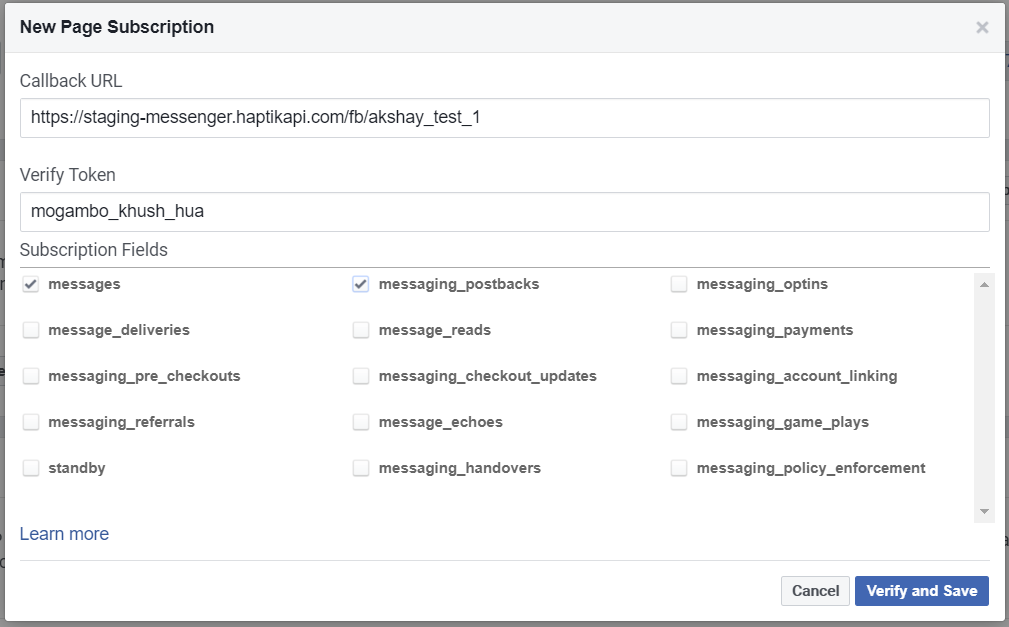 New Page Subscription
Callback URL
https://staging-messenger.haptikapi.com/fb/akshay_test_1
Verify Token
mogambo_khush_hua
Subscription Fields
messages messaging_postbacks messaging_optins
message_deliveries message_reads messaging_payments
messaging_pre_checkouts messaging_checkout_updates messaging_account_linking
messaging_referrals message_echoes messaging_game_plays
standby messaging_handovers messaging_policy_enforcement
Learn more
Cancel Verify and Save